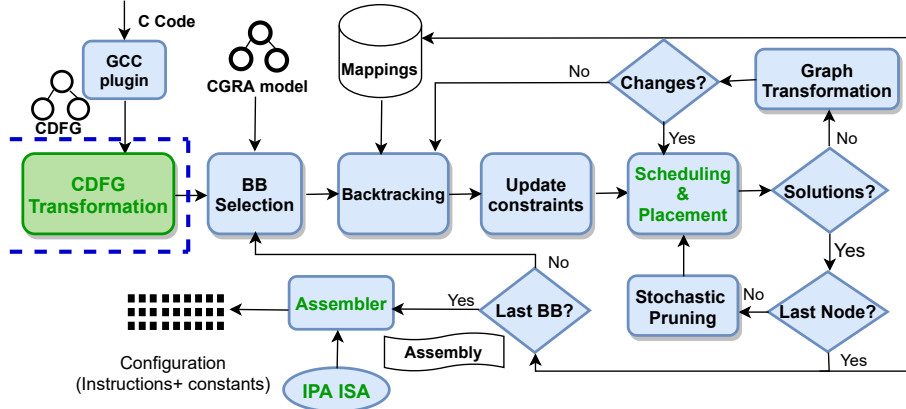 C Code
GCC
plugin
CDFG
CGRA model
Mappings
No
Changes?
Graph
Transformation
Yes
No
CDFG
Transformation
BB
Selection
Backtracking
Update
constraints
Scheduling
&
Placement
Solutions?
Yes
No
Assembler
Yes
Last BB?
Stochastic
Pruning
No
Last Node?
Assembly
Yes
Configuration
(Instructions+ constants)
IPA ISA